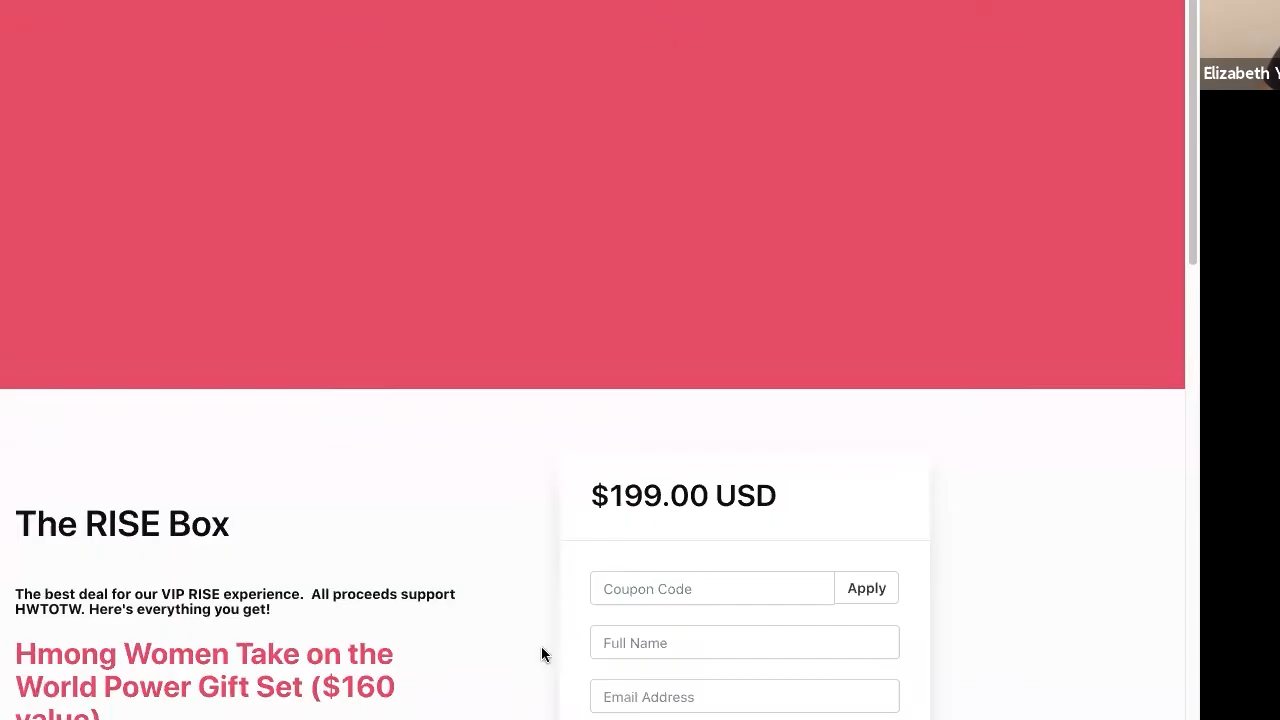 Elizabeth Y
$199.00 USD
The RISE Box
Coupon Code
Apply
The best deal for our VIP RISE experience.  All proceeds support
HWTOTW. Here's everything you get!
Full Name
Hmong Women Take on the
World Power Gift Set ($160
value)
Email Address